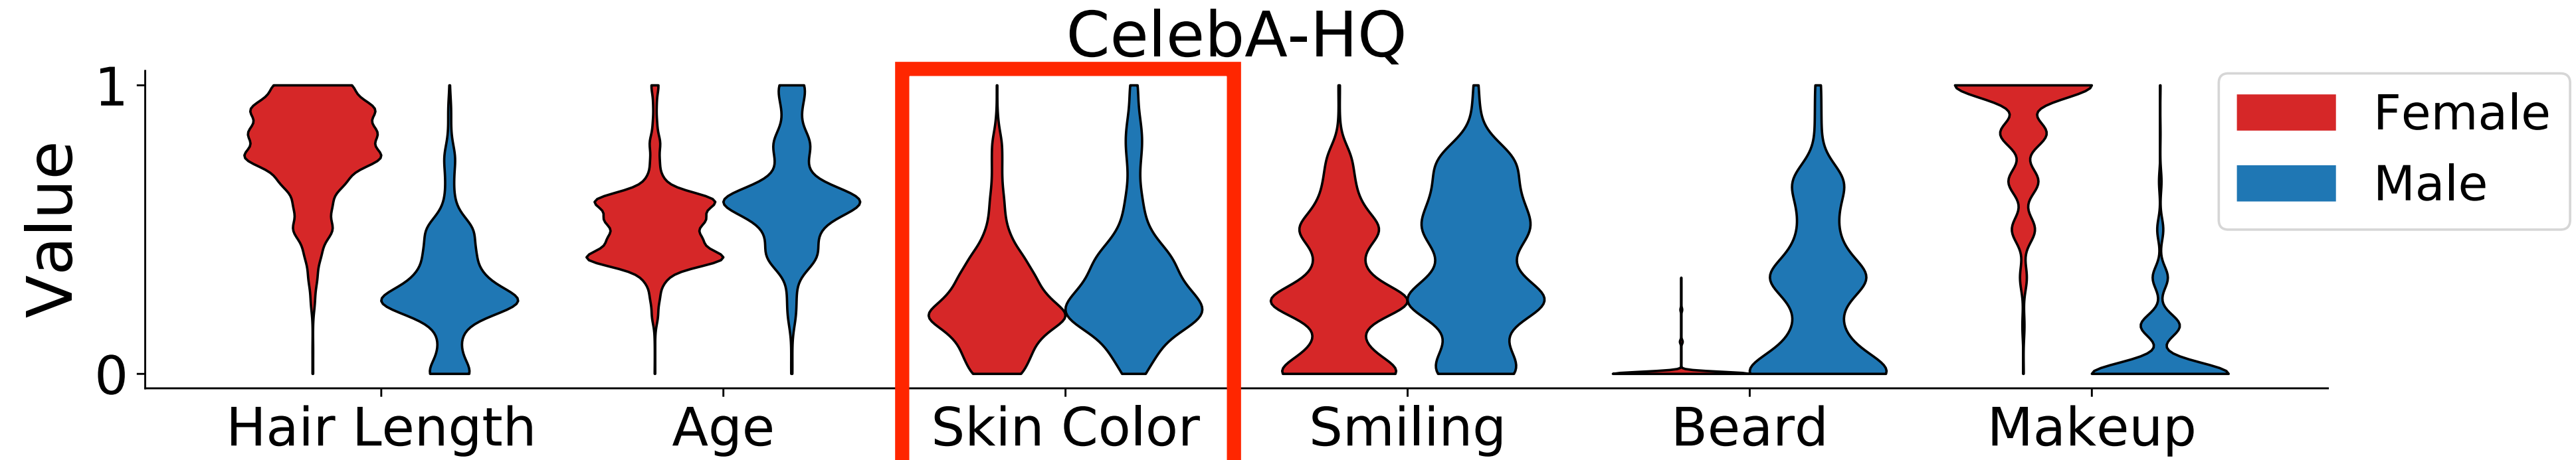 CelebA-HQ
1
0
Value
Hair Length
Age
Skin Color
Smiling
Beard
Makeup
Female
Male